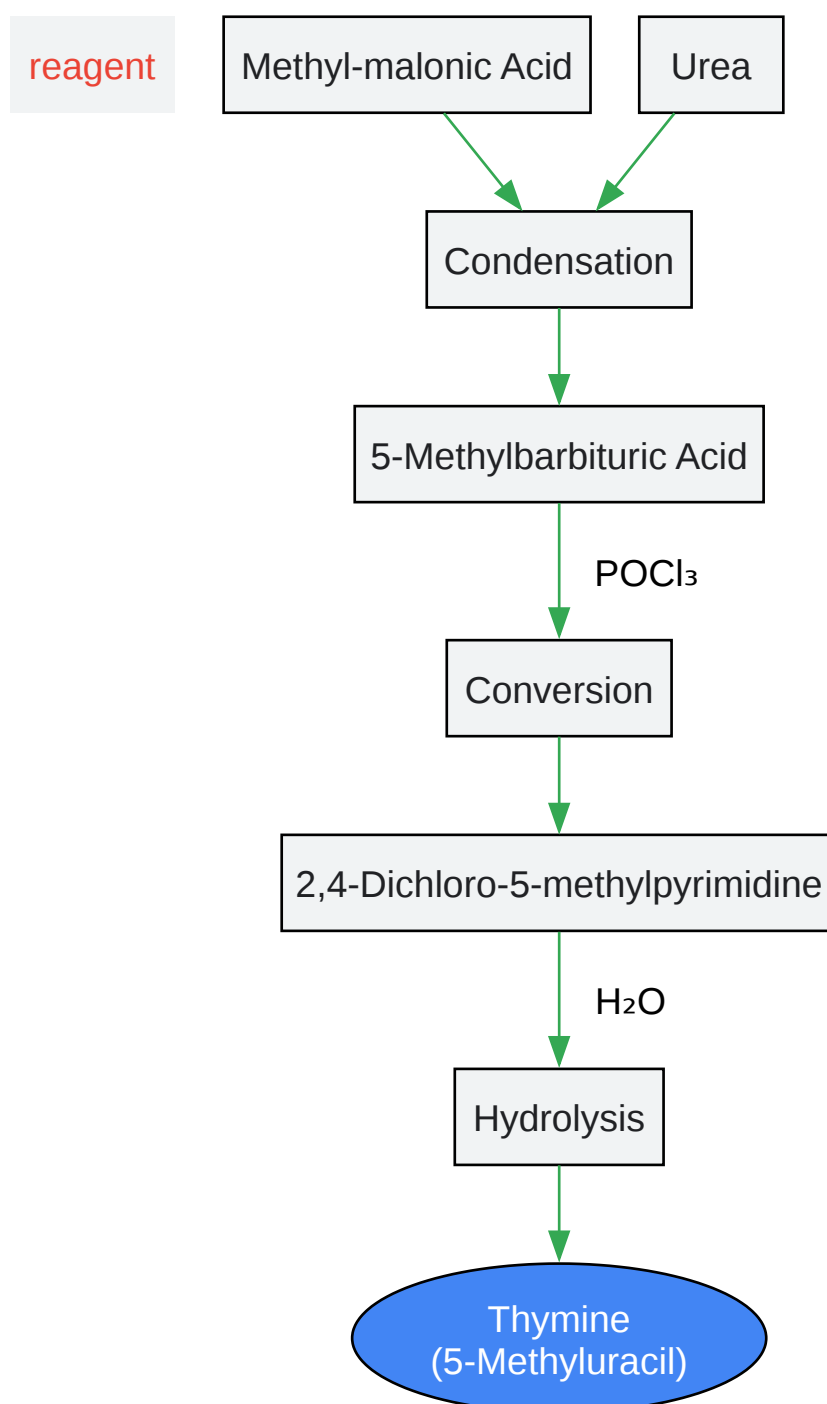 reagent
Methyl-malonic Acid
Urea
Condensation
5-Methylbarbituric Acid
POCl₃
Conversion
2,4-Dichloro-5-methylpyrimidine
H₂O
Hydrolysis
Thymine
(5-Methyluracil)